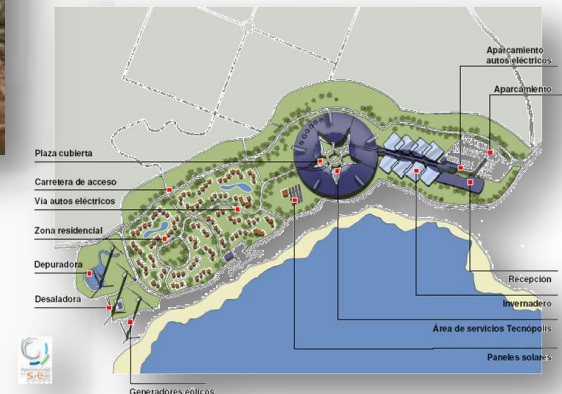 Aparcamiento
autos eléctricos
Aparcamiento
Plaza cubierta
Carretera de acceso
Vía autos eléctricos
Zona residencial
Depuradora
Desaladora
Recepción
Invernadero
Área de servicios Tecnópolis
Paneles solares
Generadores eólicos